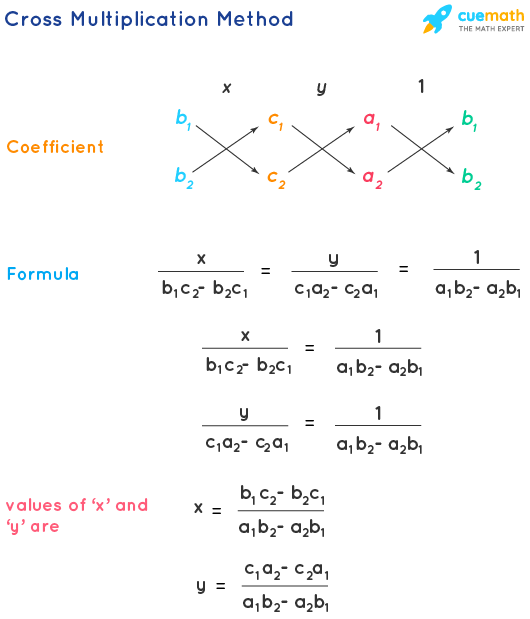 Cross Multiplication Method
cuemath
THE MATH EXPERT
x y 1
b₁ c₁ a₁ b₁
Coefficient
b₂ c₂ a₂ b₂
Formula
x/(b₁c₂- b₂c₁) = y/(c₁a₂- c₂a₁) = 1/(a₁b₂- a₂b₁)
x/(b₁c₂- b₂c₁) = 1/(a₁b₂- a₂b₁)
y/(c₁a₂- c₂a₁) = 1/(a₁b₂- a₂b₁)
values of ‘x’ and
‘y’ are
x = (b₁c₂- b₂c₁)/(a₁b₂- a₂b₁)
y = (c₁a₂- c₂a₁)/(a₁b₂- a₂b₁)